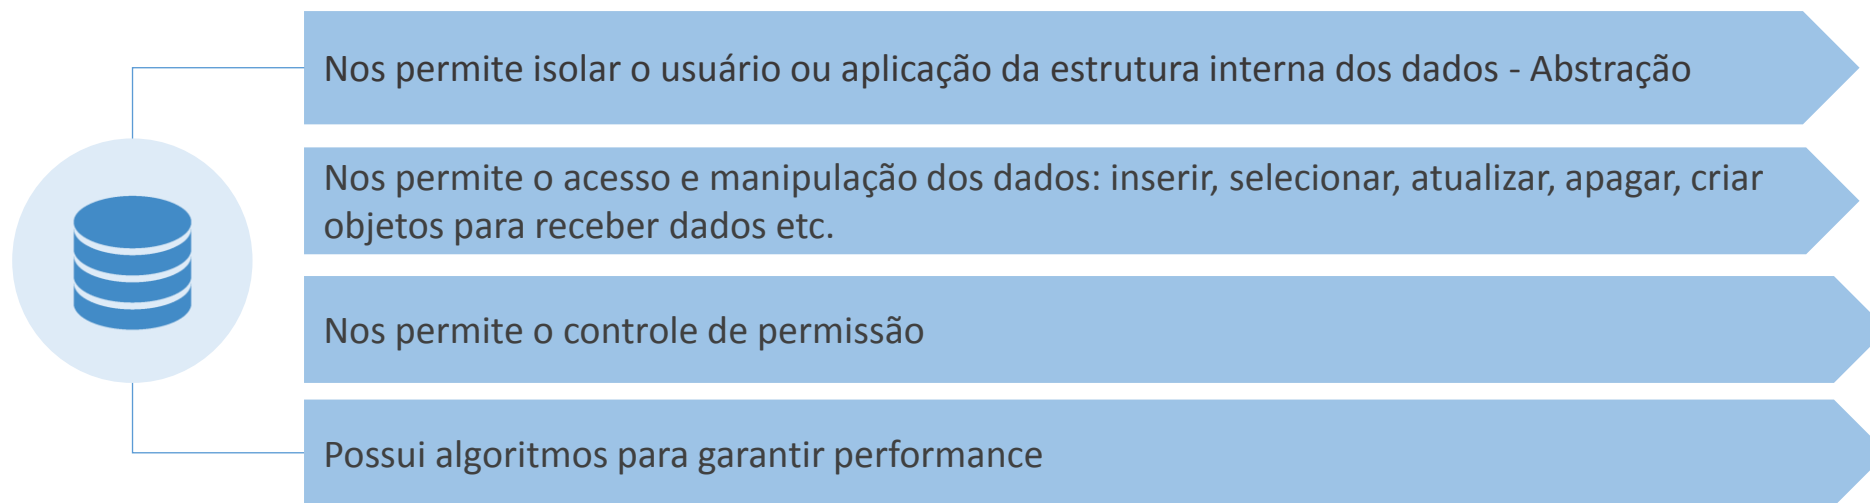 Nos permite isolar o usuário ou aplicação da estrutura interna dos dados - Abstração
Nos permite o acesso e manipulação dos dados: inserir, selecionar, atualizar, apagar, criar
objetos para receber dados etc.
Nos permite o controle de permissão
Possui algoritmos para garantir performance